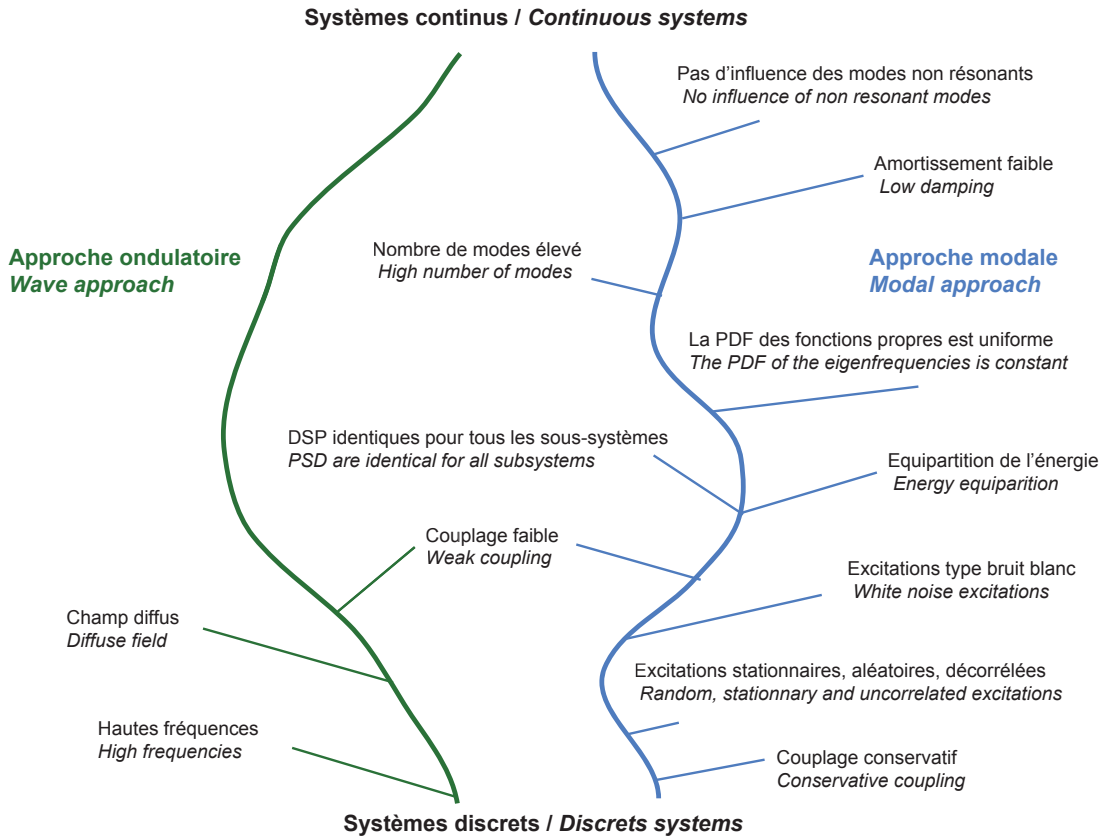 Systèmes continus / Continuous systems
Pas d'influence des modes non résonants
No influence of non resonant modes
Amortissement faible
Low damping
Nombre de modes élevé
High number of modes
Approche ondulatoire
Wave approach
Approche modale
Modal approach
La PDF des fonctions propres est uniforme
The PDF of the eigenfrequencies is constant
DSP identiques pour tous les sous-systèmes
PSD are identical for all subsystems
Equipartition de l'énergie
Energy equiparition
Couplage faible
Weak coupling
Excitations type bruit blanc
White noise excitations
Champ diffus
Diffuse field
Excitations stationnaires, aléatoires, décorrélées
Random, stationnary and uncorrelated excitations
Hautes fréquences
High frequencies
Couplage conservatif
Conservative coupling
Systèmes discrets / Discrets systems